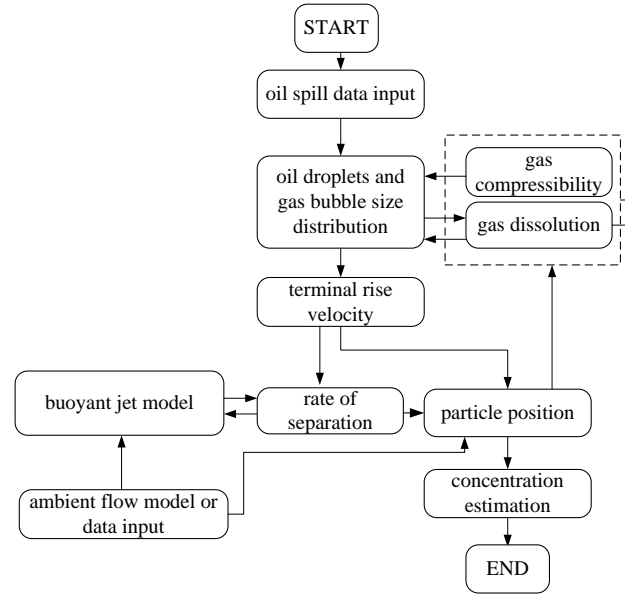 START
oil spill data input
oil droplets and
gas bubble size
distribution
gas
compressibility
gas dissolution
terminal rise
velocity
buoyant jet model
rate of
separation
particle position
ambient flow model or
data input
concentration
estimation
END